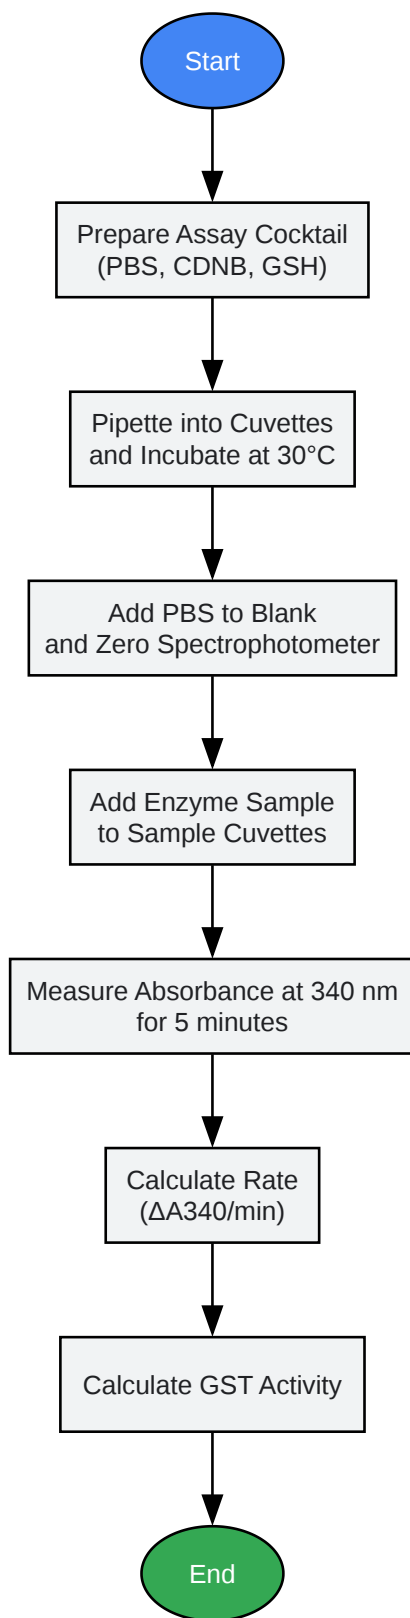 Start
Prepare Assay Cocktail
(PBS, CDNB, GSH)
Pipette into Cuvettes
and Incubate at 30°C
Add PBS to Blank
and Zero Spectrophotometer
Add Enzyme Sample
to Sample Cuvettes
Measure Absorbance at 340 nm
for 5 minutes
Calculate Rate
(ΔA340/min)
Calculate GST Activity
End